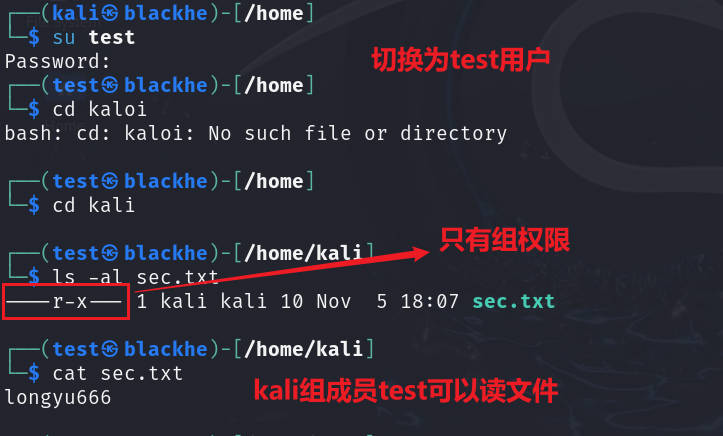 ┌──(kali㉿blackhe)-[/home]
└─$ su test
Password:
切换为test用户
┌──(test㉿blackhe)-[/home]
└─$ cd kaloi
bash: cd: kaloi: No such file or directory
┌──(test㉿blackhe)-[/home]
└─$ cd kali
只有组权限
┌──(test㉿blackhe)-[/home/kali]
└─$ ls -al sec.txt
----r-x--- 1 kali kali 10 Nov  5 18:07 sec.txt
┌──(test㉿blackhe)-[/home/kali]
└─$ cat sec.txt
kali组成员test可以读文件
longyu666